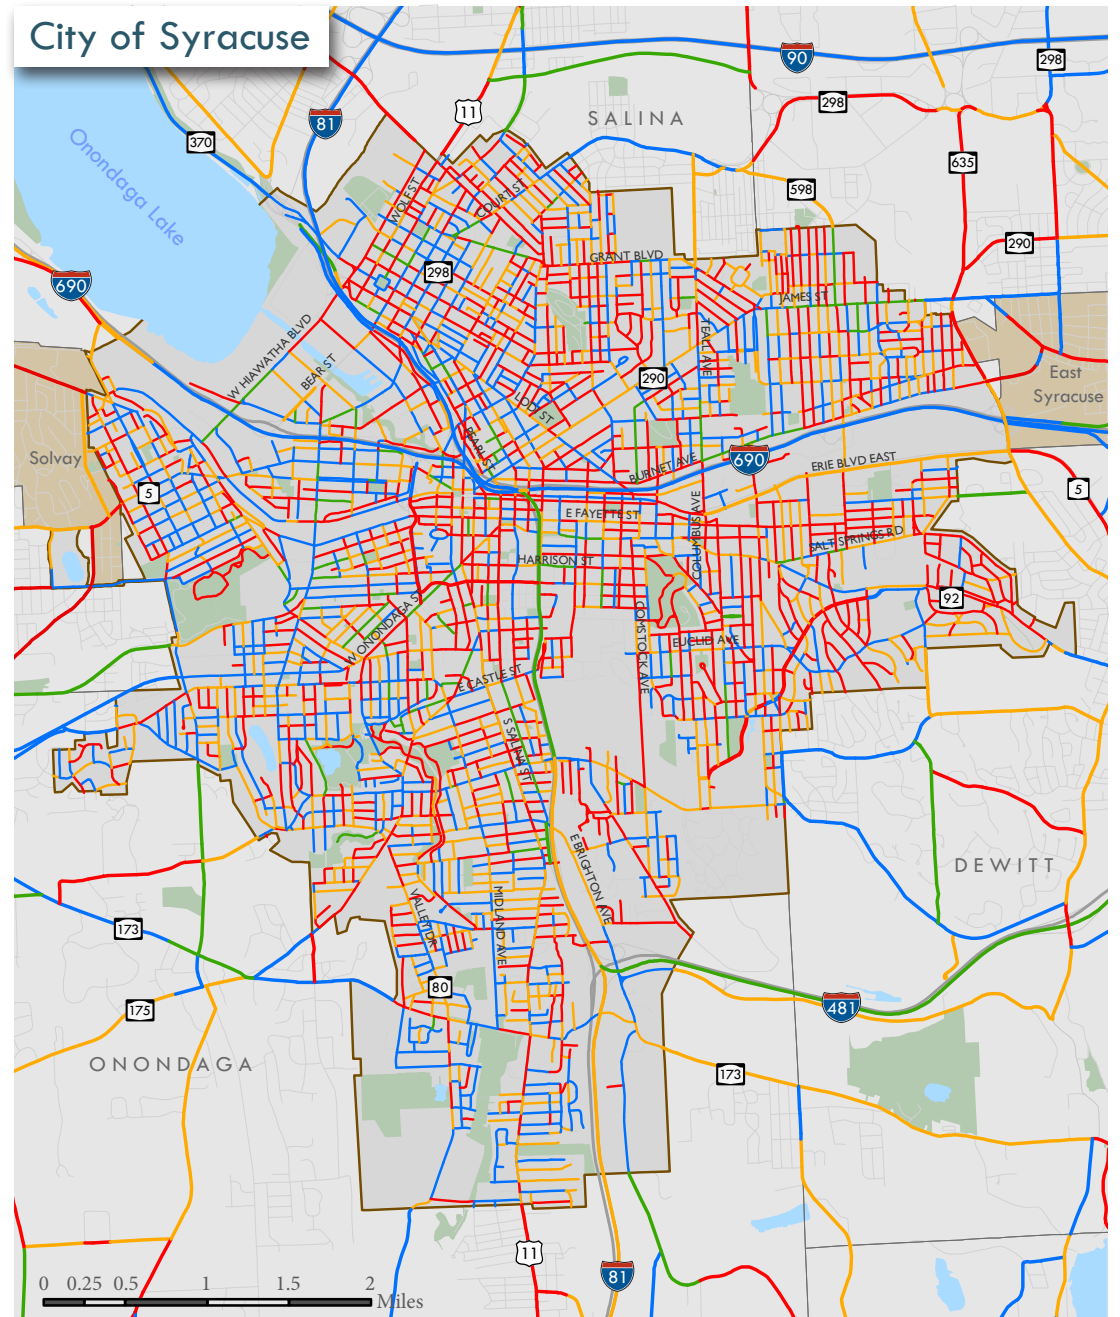 City of Syracuse
90
298
11
298
81
SALINA
370
635
Onondaga Lake
598
WOLF ST
COURT ST
290
GRANT BLVD
298
690
JAMES ST
W HIAWATHA BLVD
TEALL AVE
BEAR ST
290
East
Syracuse
LODI ST
PEARL ST
Solvay
690
BURNET AVE
ERIE BLVD EAST
5
5
E FAYETTE ST
COLUMBUS AVE
SALT SPRINGS RD
HARRISON ST
92
W ONONDAGA ST
COMSTOCK AVE
EUCLID AVE
E CASTLE ST
S SALINA ST
E BRIGHTON AVE
DEWITT
VALLEY DR
MIDLAND AVE
173
80
175
481
ONONDAGA
173
11
81
0 0.25 0.5 1 1.5 2
Miles